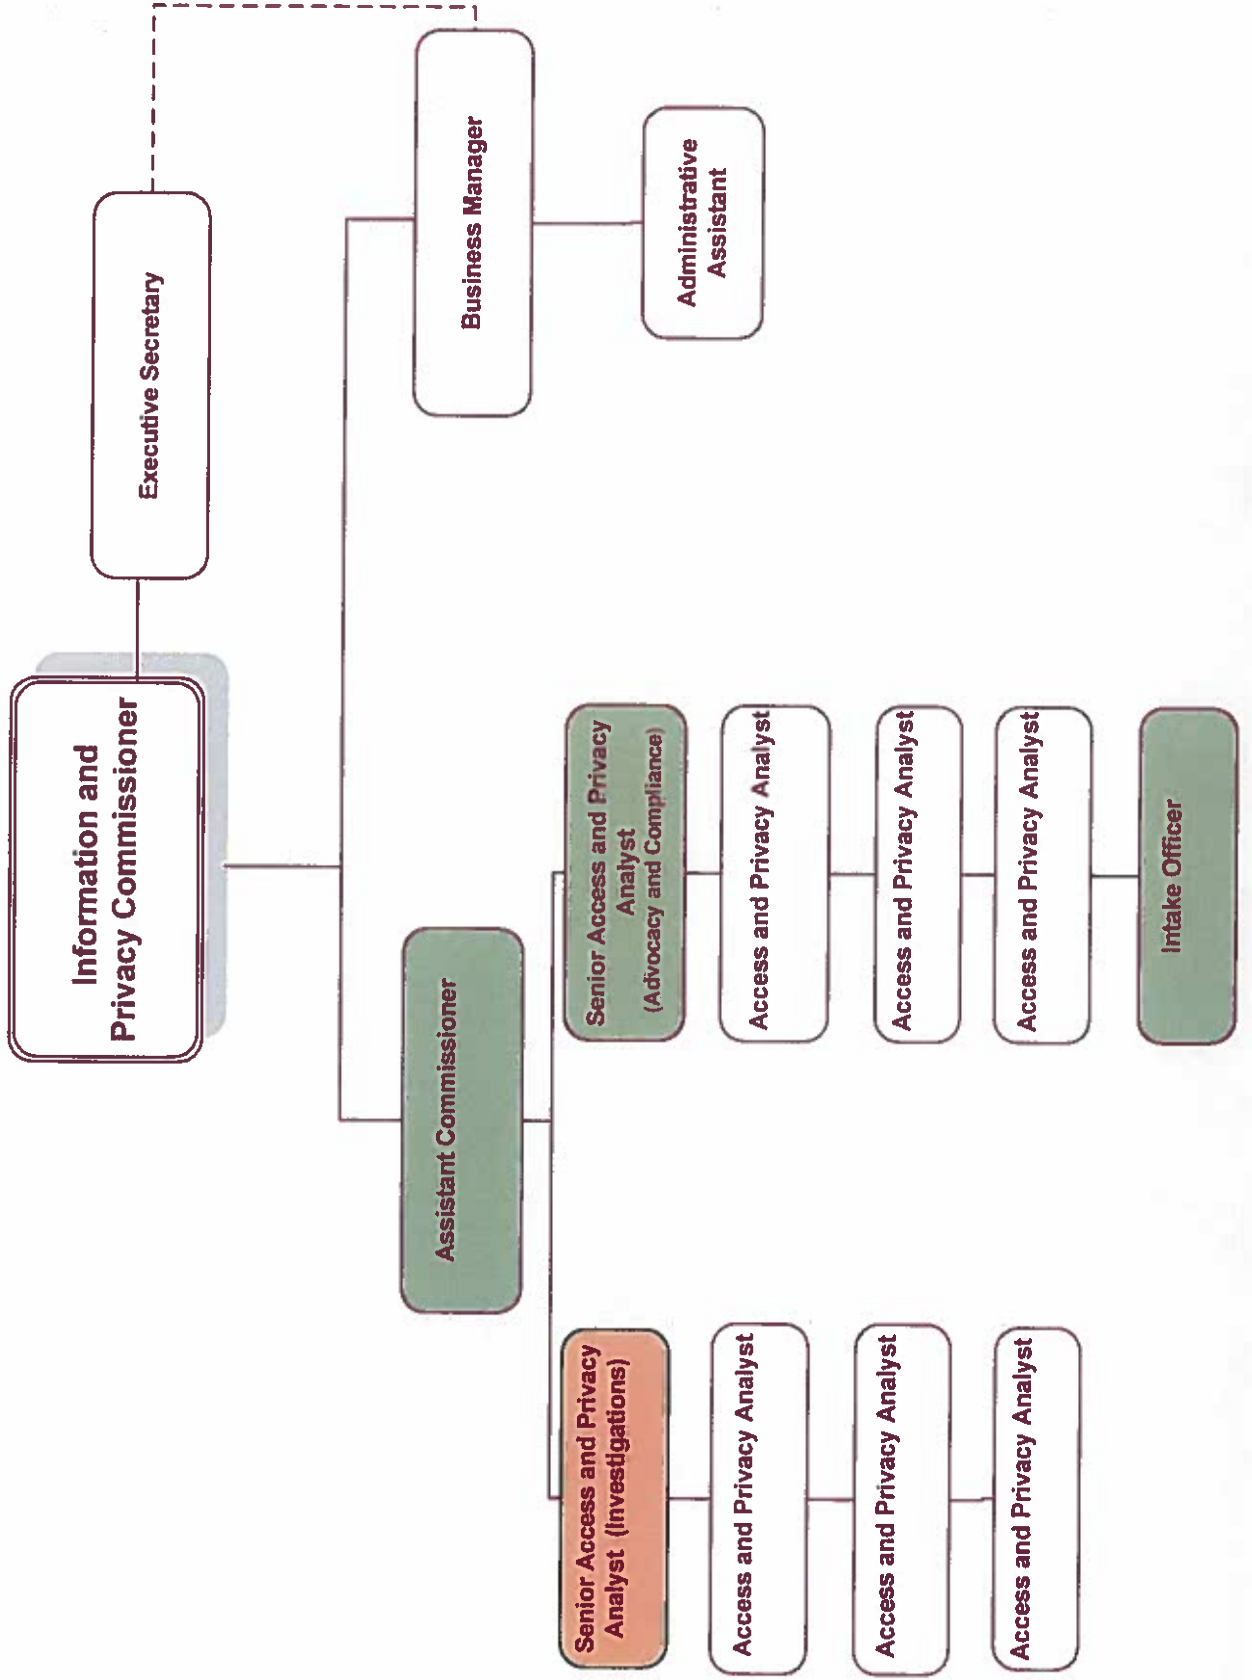 Information and
Privacy Commissioner
Executive Secretary
Assistant Commissioner
Business Manager
Administrative
Assistant
Senior Access and Privacy
Analyst (Investigations)
Access and Privacy Analyst
Access and Privacy Analyst
Access and Privacy Analyst
Senior Access and Privacy
Analyst
(Advocacy and Compliance)
Access and Privacy Analyst
Access and Privacy Analyst
Access and Privacy Analyst
Intake Officer